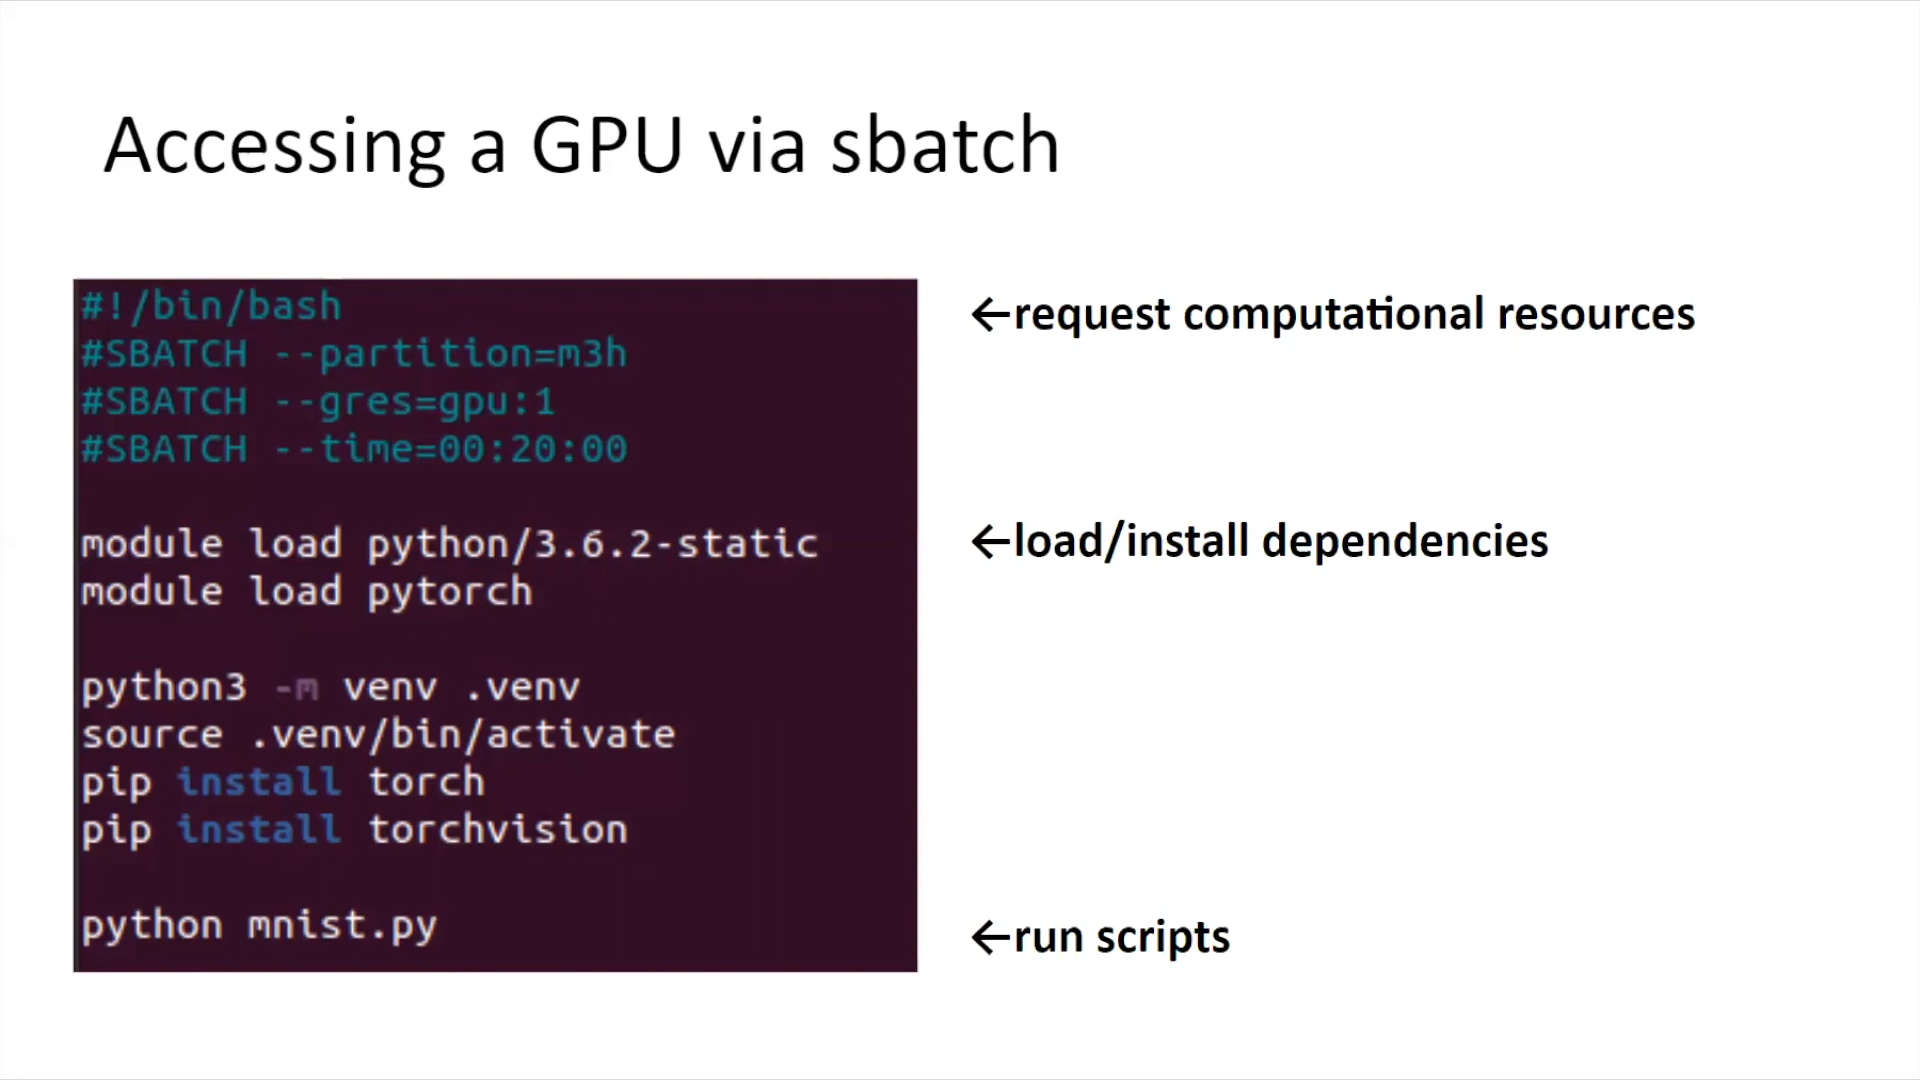 Accessing a GPU via sbatch
#!/bin/bash
#SBATCH --partition=m3h
#SBATCH --gres=gpu:1
#SBATCH --time=00:20:00
module load python/3.6.2-static
module load pytorch
python3 -m venv .venv
source .venv/bin/activate
pip install torch
pip install torchvision
python mnist.py
←request computational resources
←load/install dependencies
←run scripts